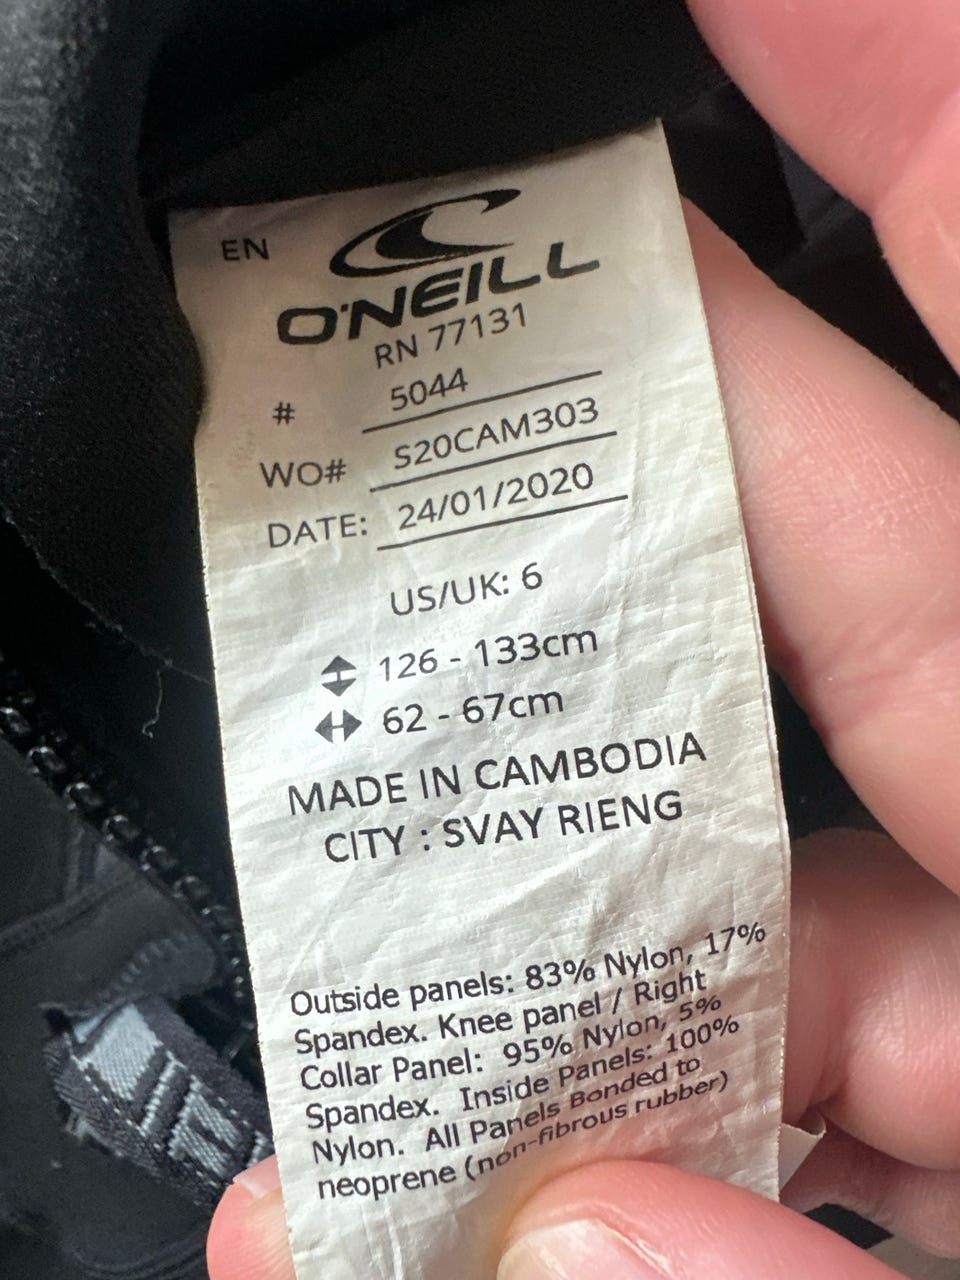 EN
O'NEILL
RN 77131
# 5044
WO# S20CAM303
DATE: 24/01/2020
US/UK: 6
126 - 133cm
62 - 67cm
MADE IN CAMBODIA
CITY : SVAY RIENG
Outside panels: 83% Nylon, 17%
Spandex. Knee panel / Right
Collar Panel: 95% Nylon, 5%
Spandex. Inside Panels: 100%
Nylon. All Panels Bonded to
neoprene (non-fibrous rubber)